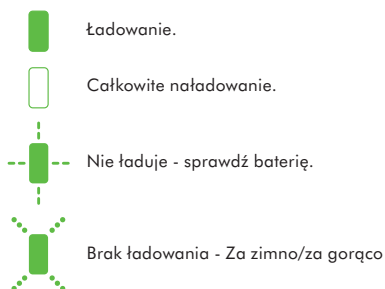 Ładowanie.
Całkowite naładowanie.
Nie ładuje - sprawdź baterię.
Brak ładowania - Za zimno/za gorąco